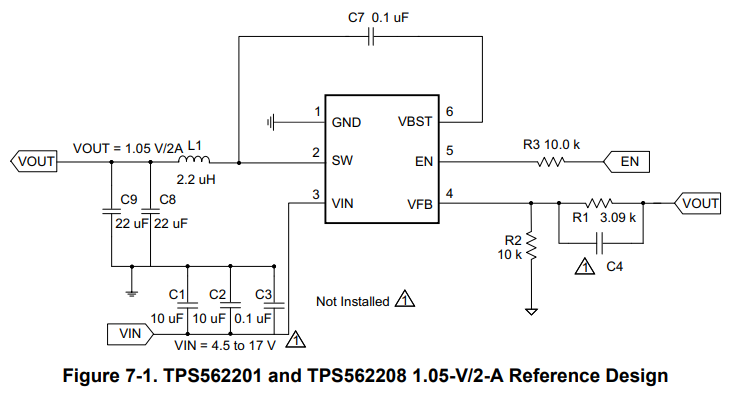 C7 0.1 uF
1
GND
VBST
6
VOUT
VOUT = 1.05 V/2A
L1
2.2 uH
2
SW
EN
5
R3 10.0 k
EN
3
VIN
VFB
4
VOUT
R1 3.09 k
C9
C8
22 uF
22 uF
R2
10 k
1
C4
C1
C2
C3
10 uF
10 uF
0.1 uF
Not Installed
1
VIN
VIN = 4.5 to 17 V
1
Figure 7-1. TPS562201 and TPS562208 1.05-V/2-A Reference Design